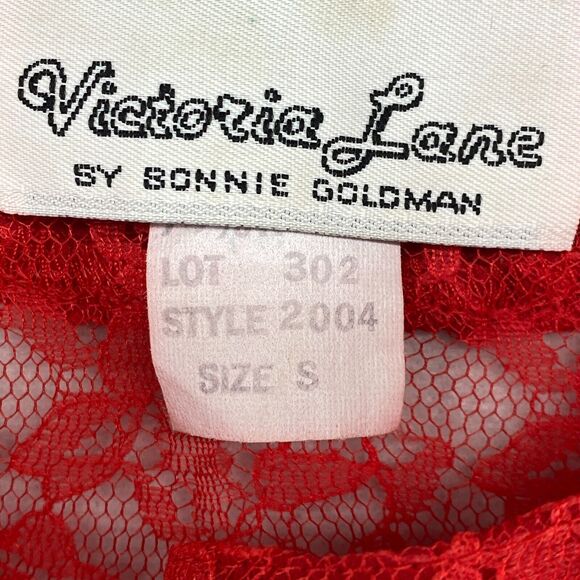 Victoria Lane
BY BONNIE GOLDMAN
LOT 302
STYLE 2004
SIZE S